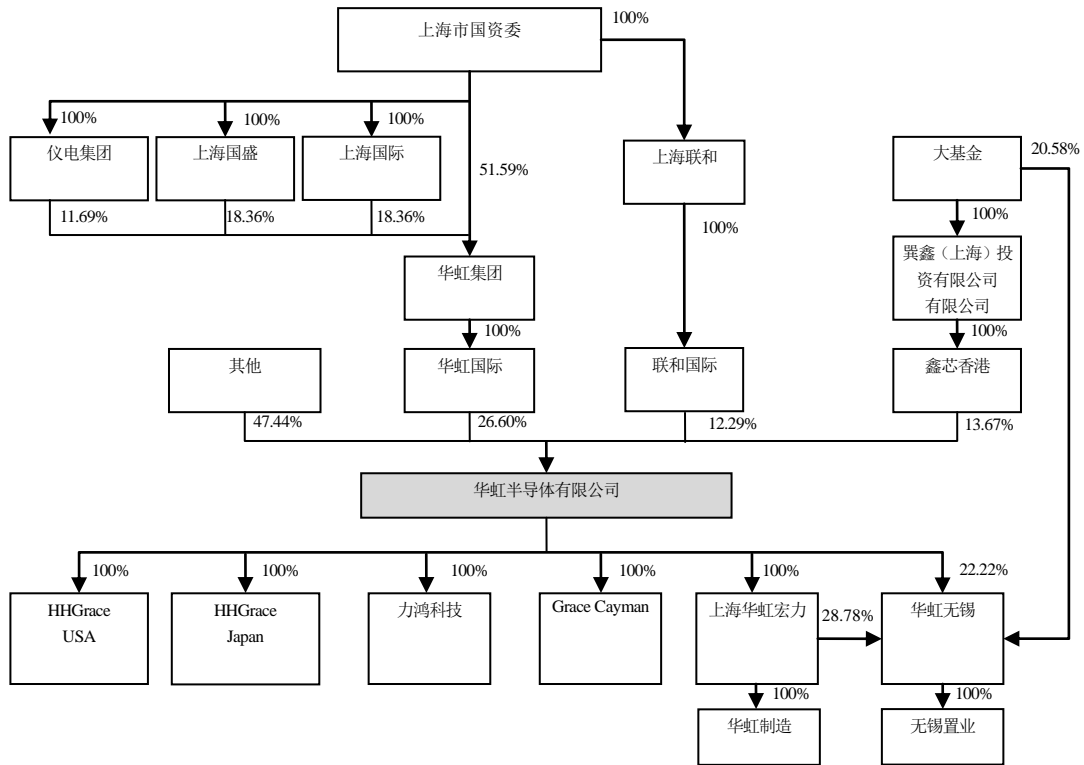 上海市国资委
100%
100%
100%
100%
仪电集团
上海国盛
上海国际
51.59%
上海联和
大基金
20.58%
11.69%
18.36%
18.36%
100%
100%
华虹集团
巽鑫（上海）投
资有限公司
有限公司
100%
100%
其他
华虹国际
联和国际
鑫芯香港
47.44%
26.60%
12.29%
13.67%
华虹半导体有限公司
100%
100%
100%
100%
100%
22.22%
HHGrace
USA
HHGrace
Japan
力鸿科技
Grace Cayman
上海华虹宏力
28.78%
华虹无锡
100%
100%
华虹制造
无锡置业